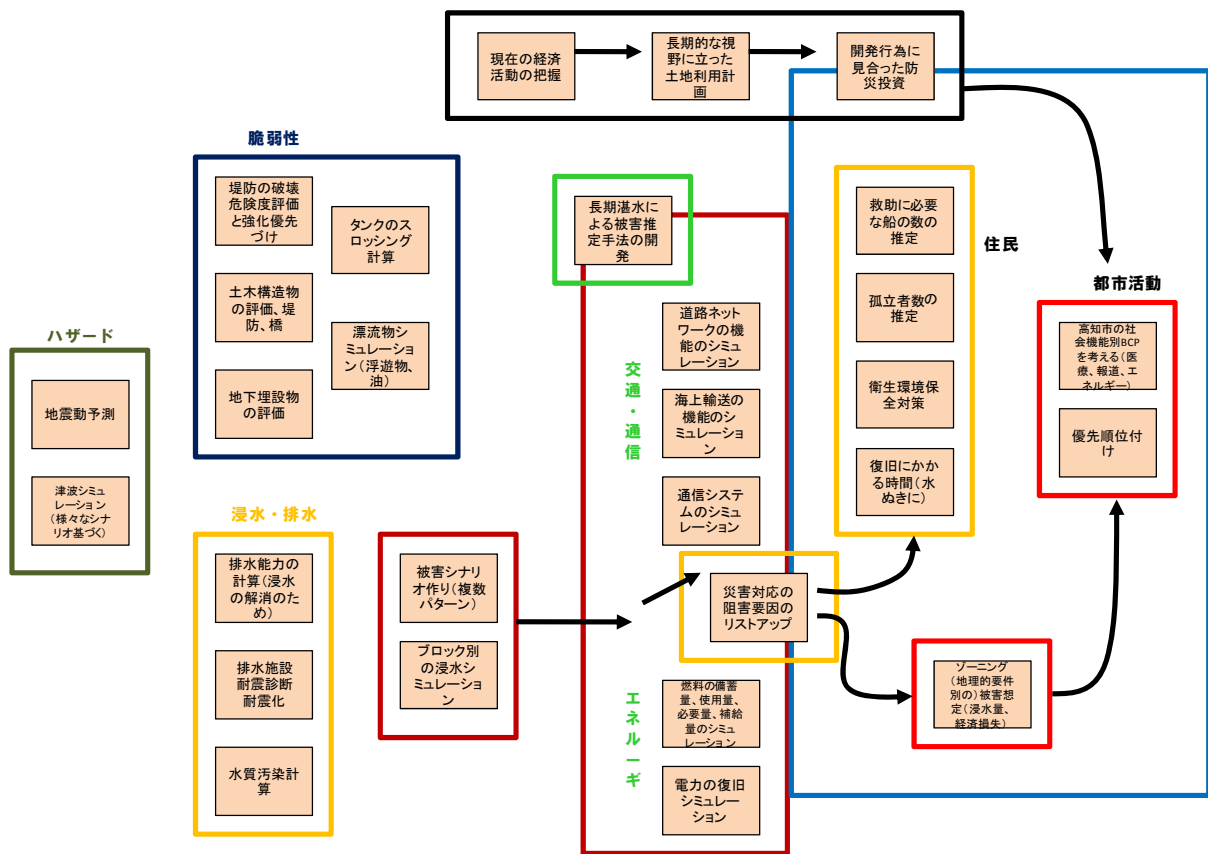 現在の経済
活動の把握
長期的な視
野に立った
土地利用計
画
開発行為に
見合った防
災投資
脆弱性
堤防の破壊
危険度評価
と強化優先
づけ
タンクのス
ロッシング
計算
土木構造物
の評価、堤
防、橋
漂流物シ
ミュレーショ
ン(浮遊物、
油)
地下埋設物
の評価
ハザード
地震動予測
津波シミュ
レーション
(様々なシナ
リオ基づく)
浸水・排水
排水能力の
計算(浸水
の解消のた
め)
排水施設
耐震診断
耐震化
水質汚染計
算
被害シナリ
オ作り(複数
パターン)
ブロック別
の浸水シ
ミュレーショ
ン
長期湛水に
よる被害推
定手法の開
発
交通・通信
道路ネット
ワークの機
能のシミュ
レーション
海上輸送の
の機能のシ
ミュレーショ
ン
通信システ
ムのシミュ
レーション
災害対応の
阻害要因の
リストアップ
エネルーギ
燃料の備蓄
量、使用量、
必要量、補給
量のシミュ
レーション
電力の復旧
シミュレー
ション
住民
救助に必要
な船の数の
推定
孤立者数の
推定
衛生環境保
全対策
復旧にかか
る時間(水
ぬきに)
都市活動
高知市の社
会機能別BCP
を考える(医
療、報道、エネ
ルギー)
優先順位付
け
ゾーニング
(地理的要件
別の)被害想
定(浸水量、
経済損失)